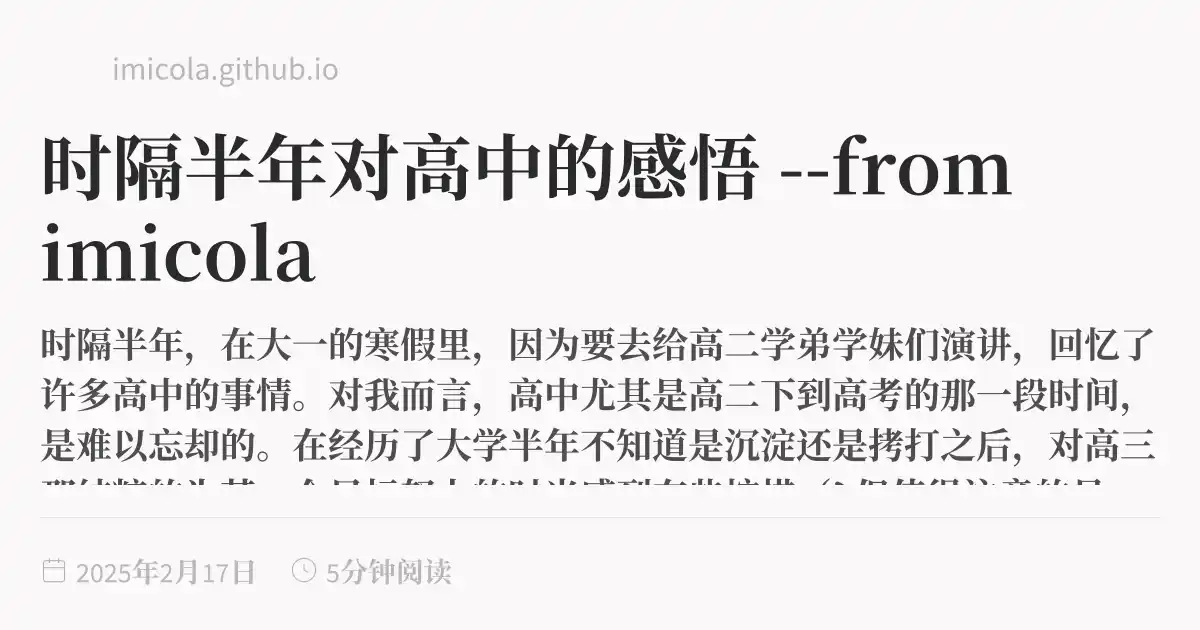 imicola.github.io
时隔半年对高中的感悟 --from
imicola
时隔半年，在大一的寒假里，因为要去给高二学弟学妹们演讲，回忆了
许多高中的事情。对我而言，高中尤其是高二下到高考的那一段时间，
是难以忘却的。在经历了大学半年不知道是沉淀还是拷打之后，对高三
2025年2月17日
5分钟阅读